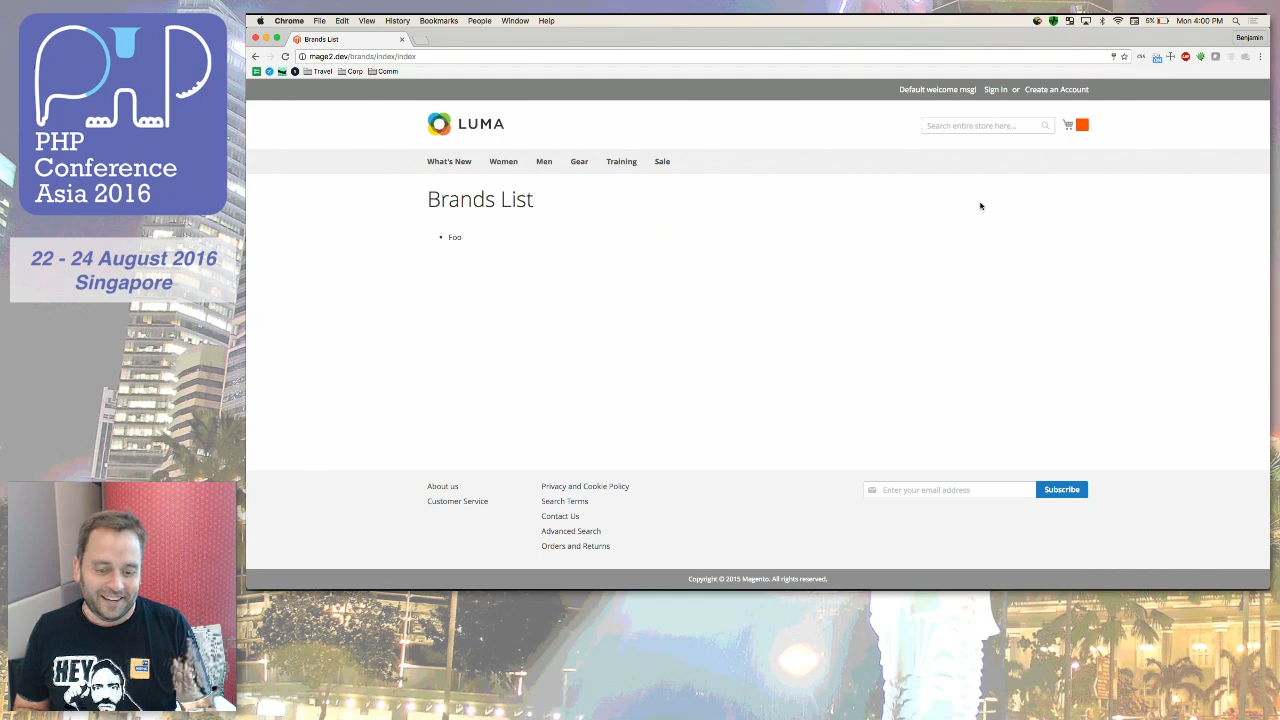 PHP
Conference
Asia 2016
22 - 24 August 2016
Singapore
Chrome File Edit View History Bookmarks People Window Help
5% Mon 4:00 PM
Brands List
Benjamin
mage2.dev/brands/index/index
Travel Corp Comm
Default welcome msg! Sign In or Create an Account
LUMA
Search entire store here...
What's New Women Men Gear Training Sale
Brands List
Foo
About us
Customer Service
Privacy and Cookie Policy
Search Terms
Contact Us
Advanced Search
Orders and Returns
Enter your email address
Subscribe
Copyright © 2015 Magento. All rights reserved.
HEY